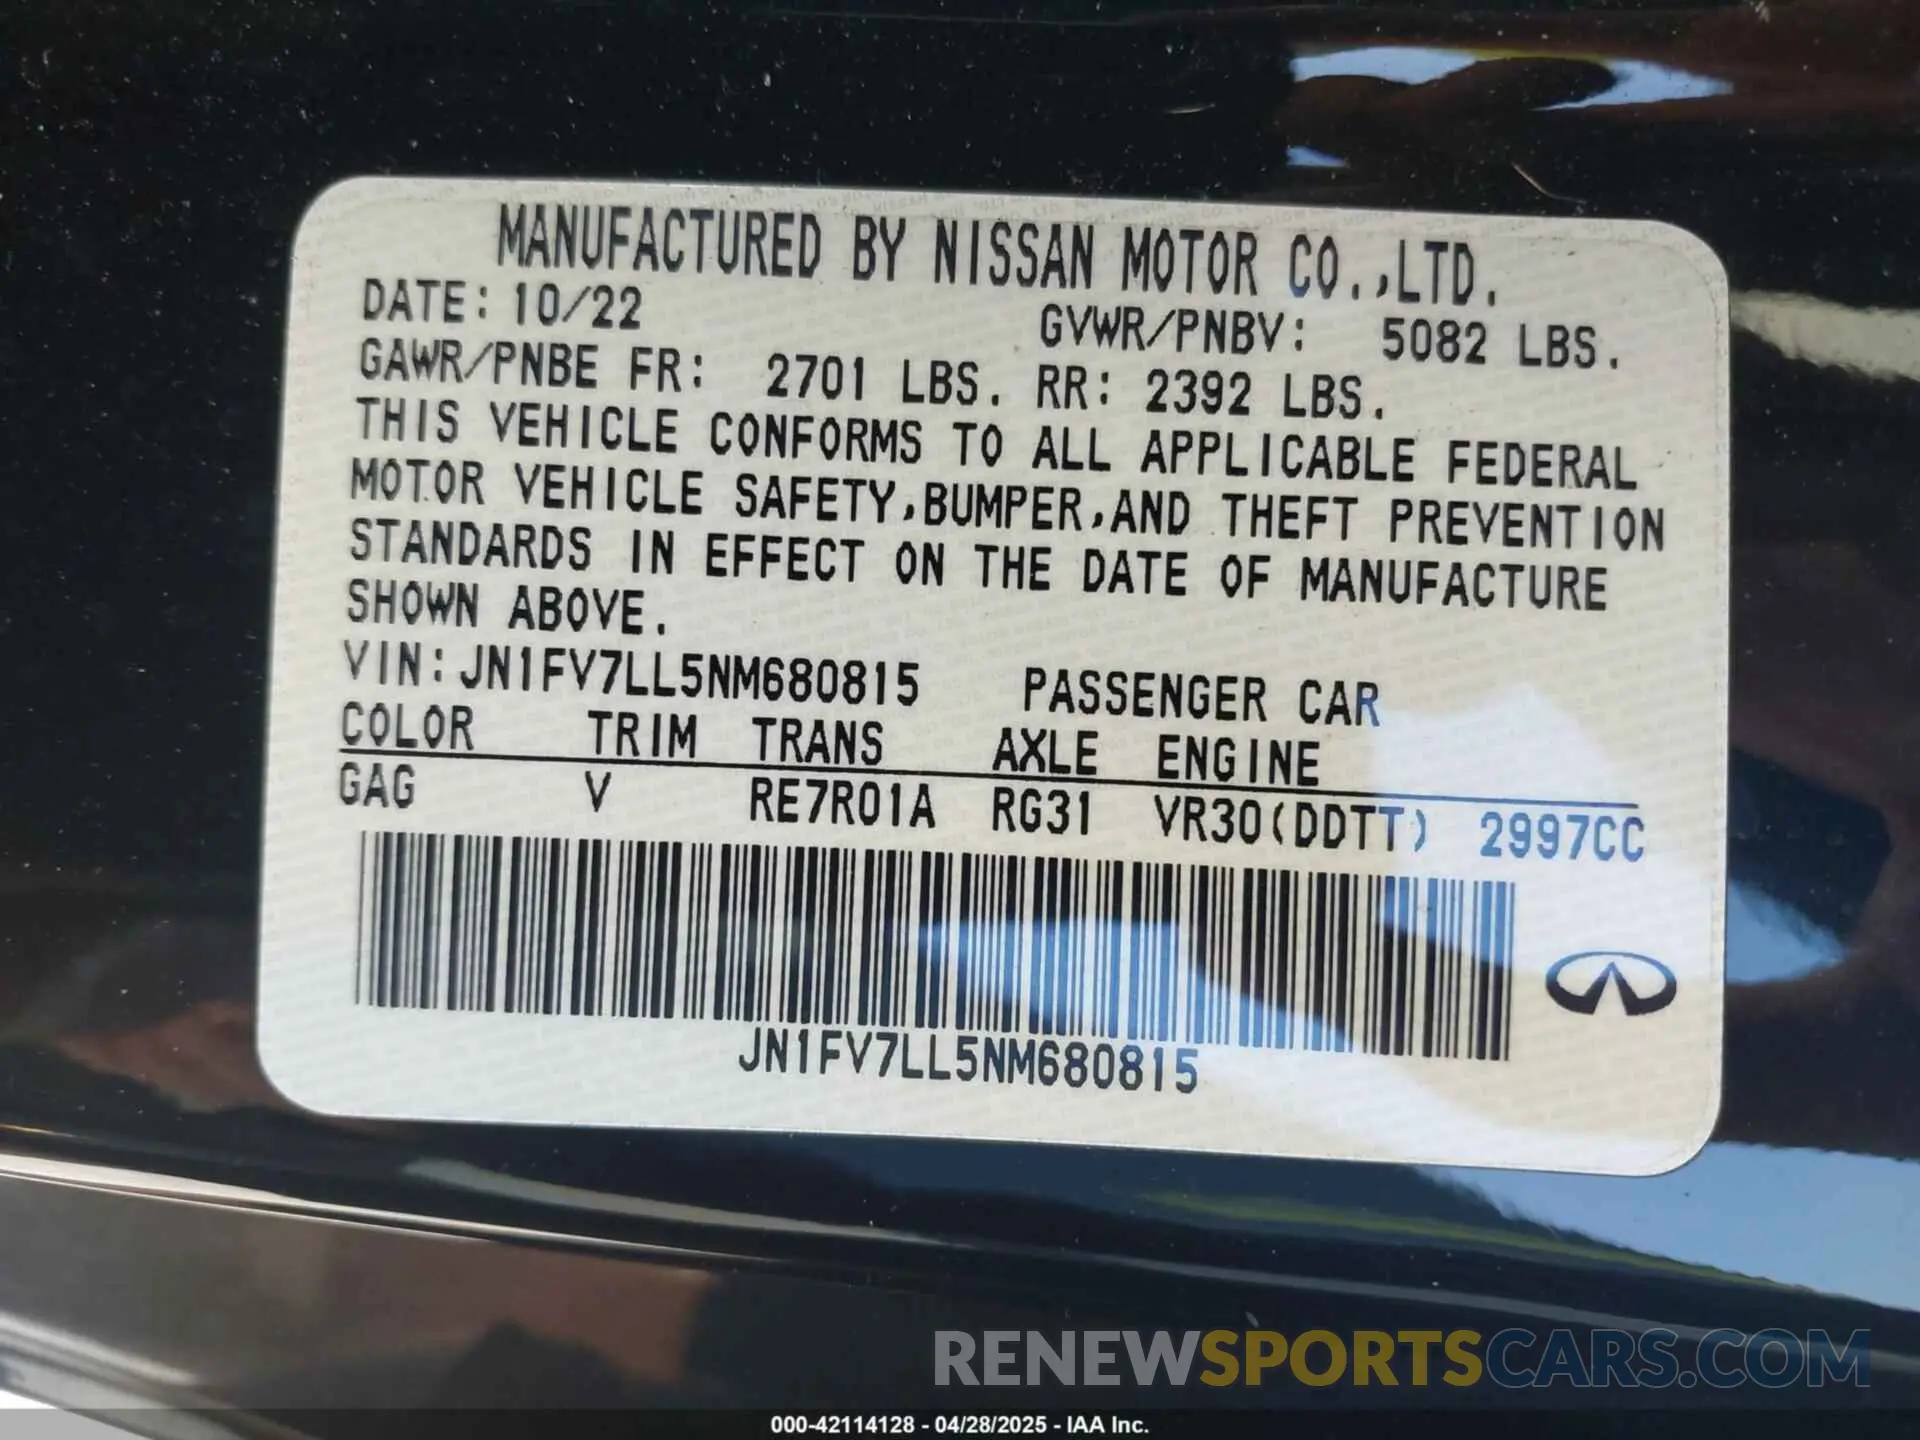 MANUFACTURED BY NISSAN MOTOR CO.,LTD.
DATE: 10/22 GVWR/PNBV: 5082 LBS.
GAWR/PNBE FR: 2701 LBS. RR: 2392 LBS.
THIS VEHICLE CONFORMS TO ALL APPLICABLE FEDERAL
MOTOR VEHICLE SAFETY,BUMPER,AND THEFT PREVENTION
STANDARDS IN EFFECT ON THE DATE OF MANUFACTURE
SHOWN ABOVE.
VIN:JN1FV7LL5NM680815 PASSENGER CAR
COLOR TRIM TRANS AXLE ENGINE
GAG V RE7R01A RG31 VR30(DDTT) 2997CC
JN1FV7LL5NM680815
RENEWSPORTSCARS.COM
000-42114128 - 04/28/2025 - IAA Inc.